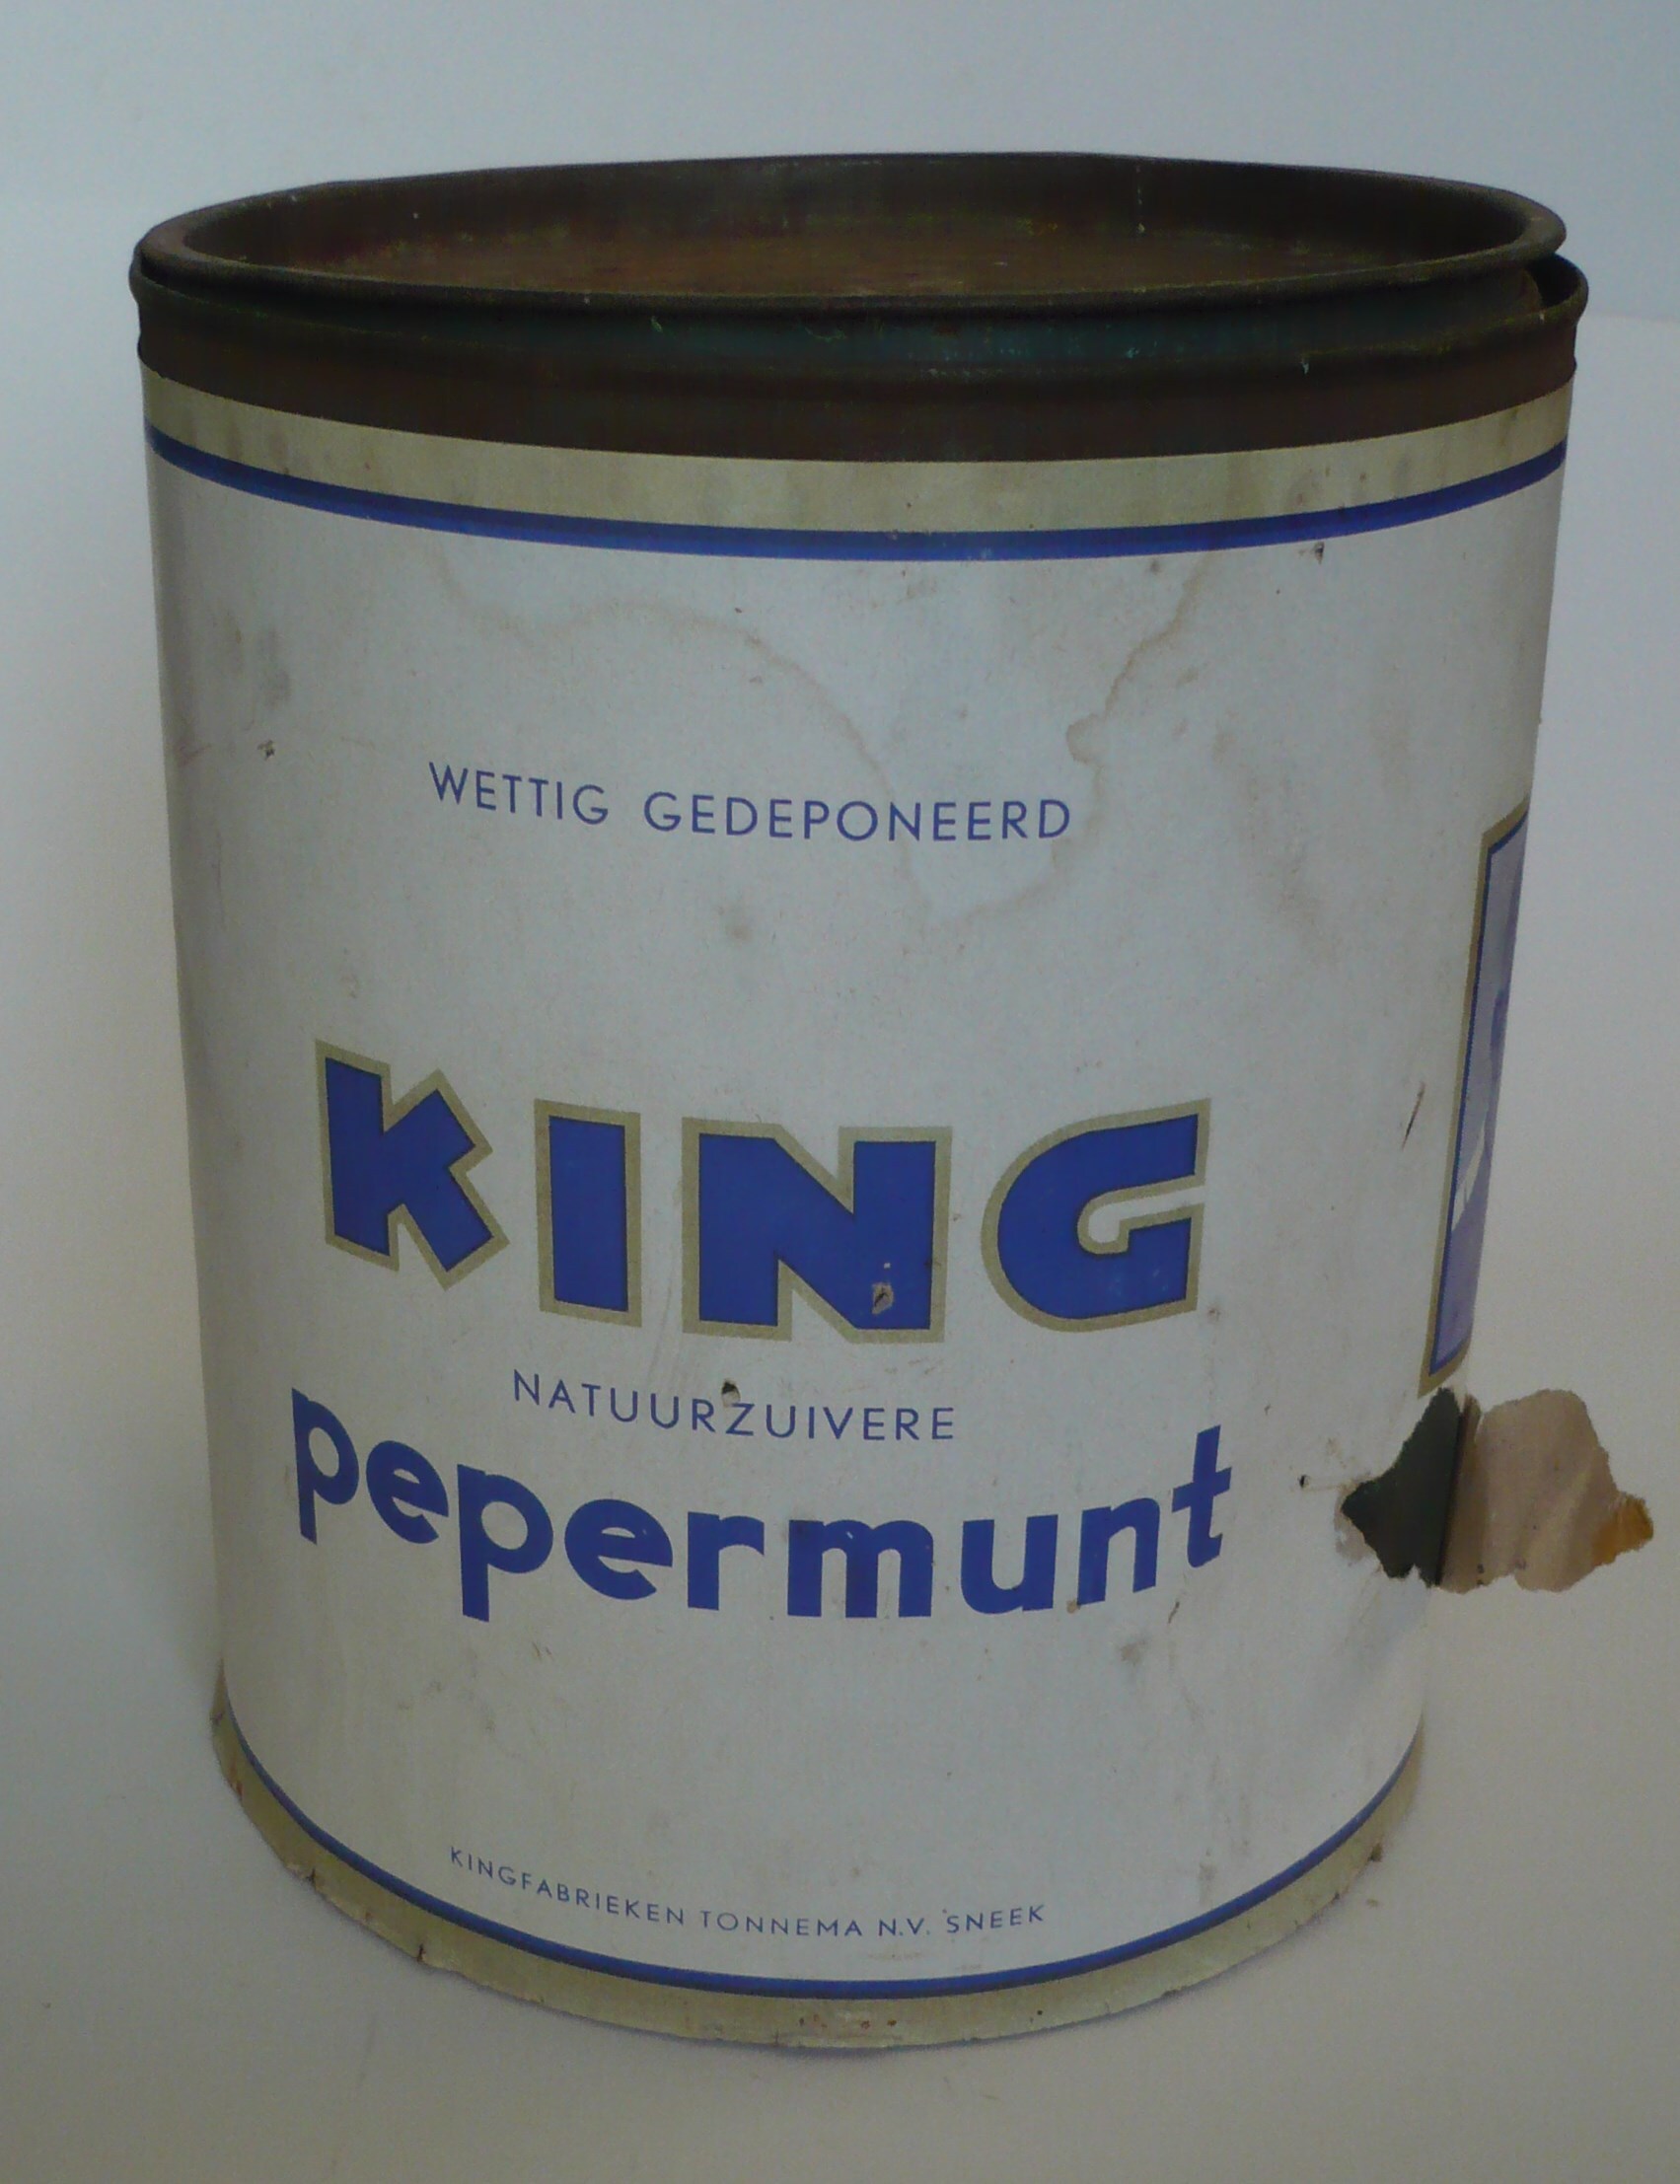 WETTIG GEDEPONEERD
KING
NATUURZUIVERE
pepermunt
KINGFABRIEKEN TONNEMA N.V. SNEEK